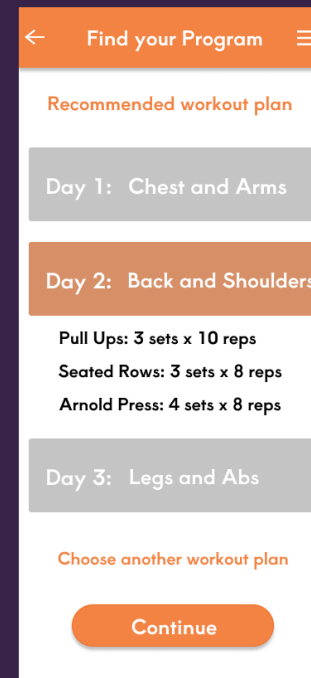 Find your Program
Recommended workout plan
Day 1: Chest and Arms
Day 2: Back and Shoulders
Pull Ups: 3 sets x 10 reps
Seated Rows: 3 sets x 8 reps
Arnold Press: 4 sets x 8 reps
Day 3: Legs and Abs
Choose another workout plan
Continue